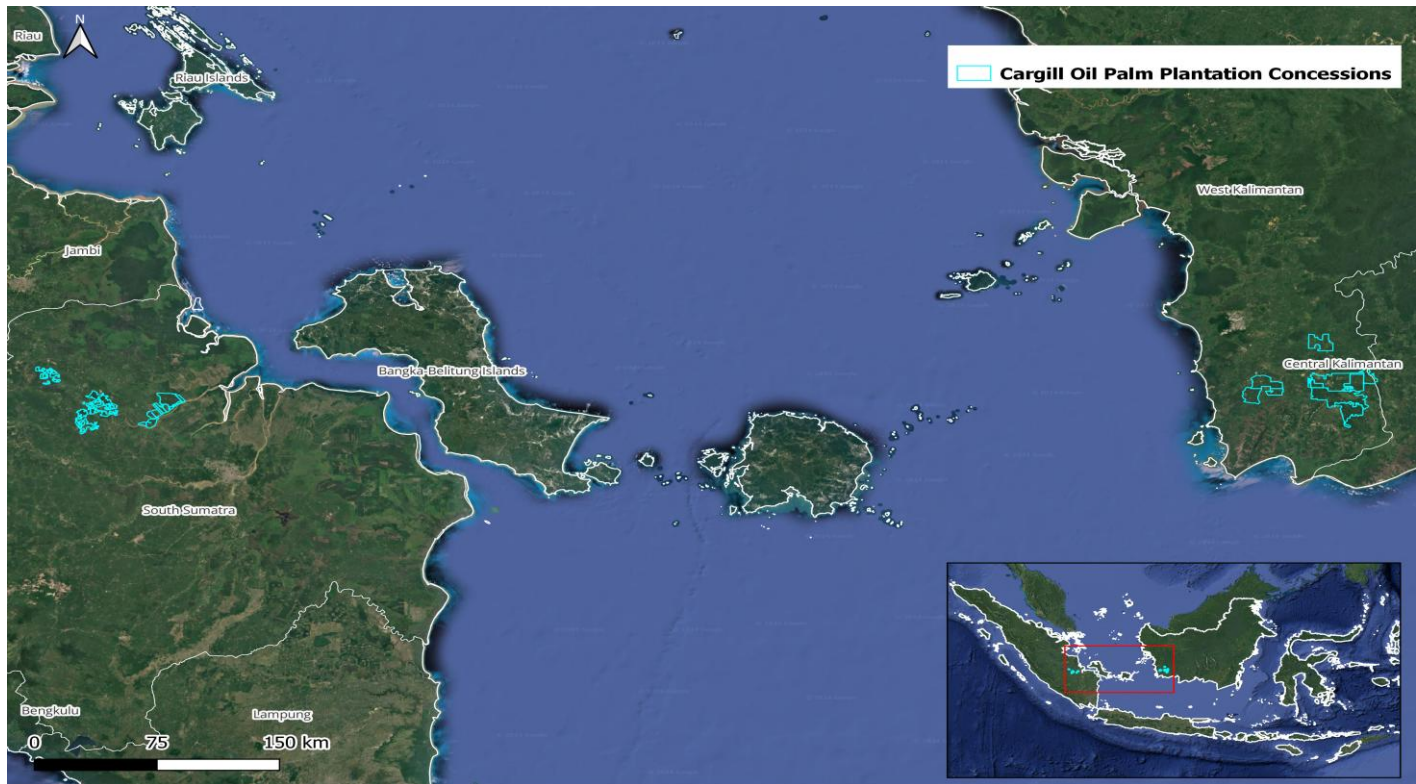 Riau
N
Riau Islands
Cargill Oil Palm Plantation Concessions
West Kalimantan
Jambi
Bangka-Belitung Islands
Central Kalimantan
South Sumatra
Bengkulu
Lampung
0 75 150 km